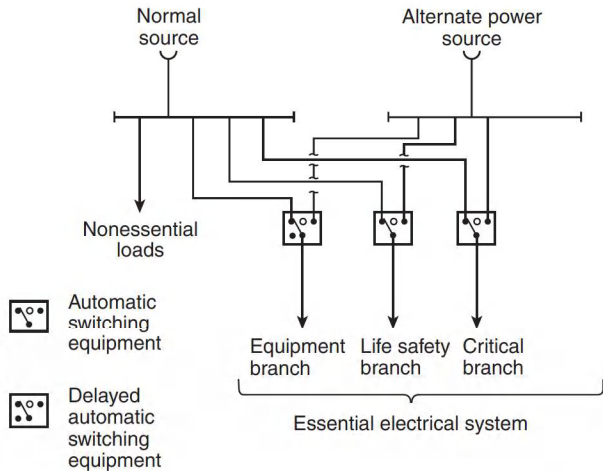 Normal
source
Alternate power
source
Nonessential
loads
Automatic
switching
equipment
Equipment
branch
Life safety
branch
Critical
branch
Delayed
automatic
switching
equipment
Essential electrical system